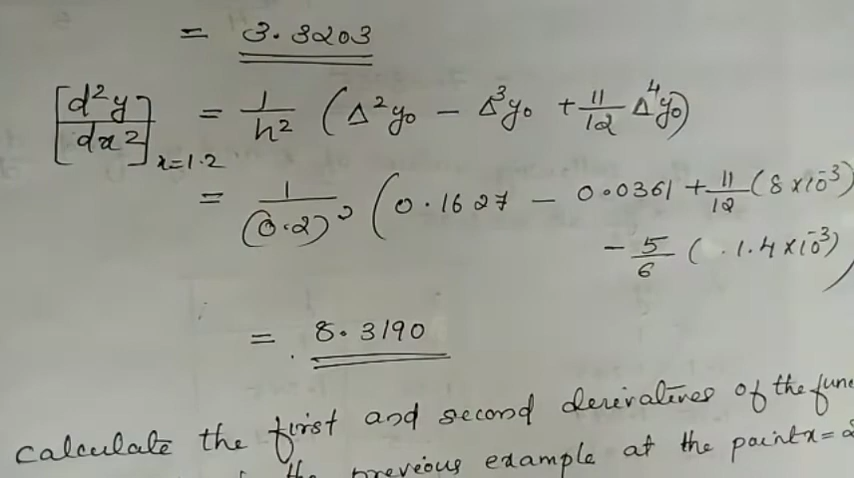 = 3.3203
[d²y/dx²]x=1.2 = 1/h² (Δ²y₀ - Δ³y₀ + 11/12 Δ⁴y₀)
= 1/(0.2)² (0.1627 - 0.0361 + 11/12 (8 × 10⁻³)
- 5/6 ( .1.4 × 10⁻³)
= 8.3190
calculate the first and second derivatives of the func
the preveious example at the point x =